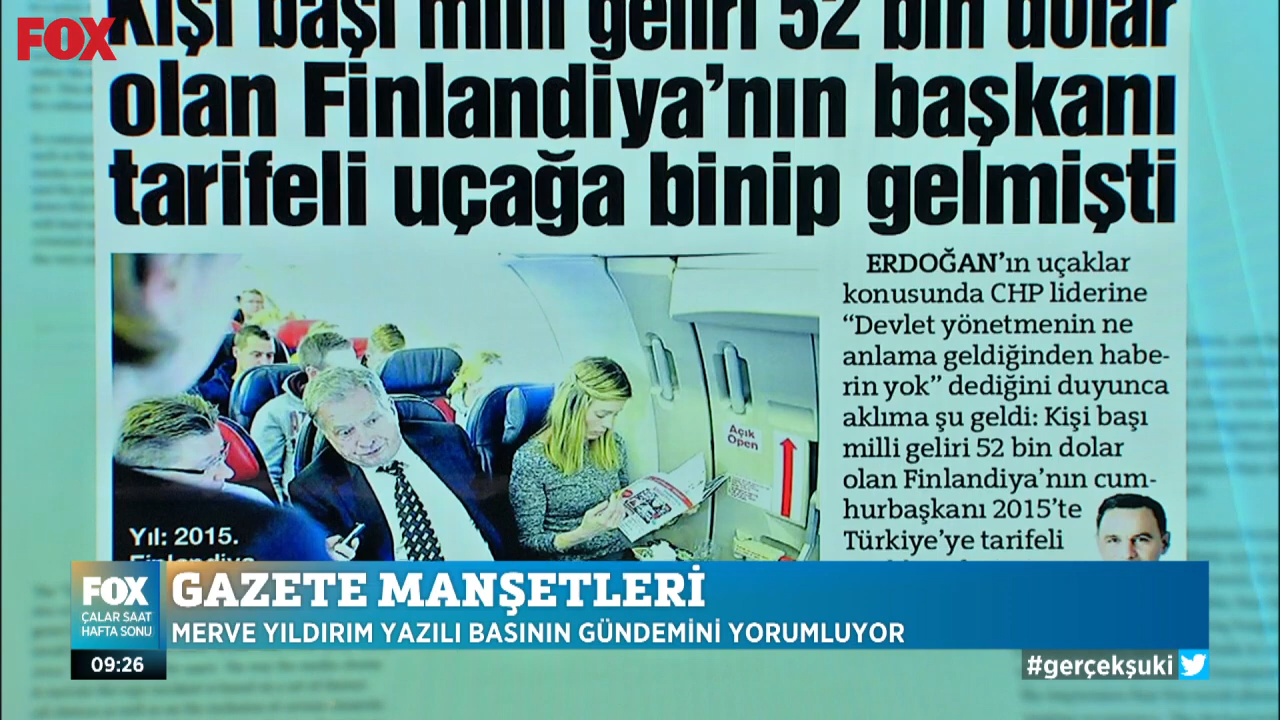 FOX
Kişi başı milli geliri 52 bin dolar
olan Finlandiya'nın başkanı
tarifeli uçağa binip gelmişti
ERDOĞAN'ın uçaklar
konusunda CHP liderine
“Devlet yönetmenin ne
anlama geldiğinden habe-
rin yok” dediğini duyunca
aklıma şu geldi: Kişi başı
milli geliri 52 bin dolar
olan Finlandiya'nın cum-
hurbaşkanı 2015'te
Türkiye'ye tarifeli
Açık
Open
Yıl: 2015.
Finlandiya
FOX
ÇALAR SAAT
HAFTA SONU
09:26
GAZETE MANŞETLERİ
MERVE YILDIRIM YAZILI BASININ GÜNDEMİNİ YORUMLUYOR
#gerçekşuki